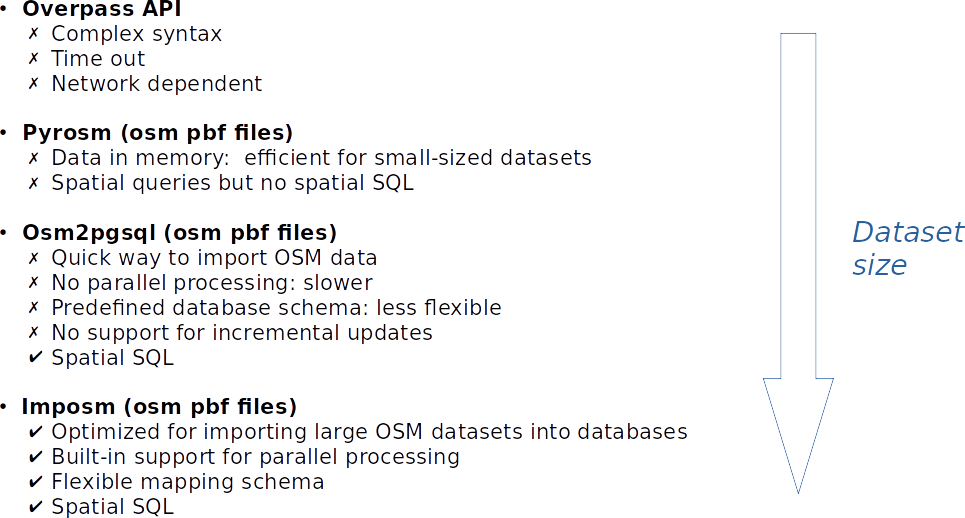 • Overpass API
✗ Complex syntax
✗ Time out
✗ Network dependent
• Pyrosm (osm pbf files)
✗ Data in memory:  efficient for small-sized datasets
✗ Spatial queries but no spatial SQL
• Osm2pgsql (osm pbf files)
✗ Quick way to import OSM data
✗ No parallel processing: slower
✗ Predefined database schema: less flexible
✗ No support for incremental updates
✔ Spatial SQL
• Imposm (osm pbf files)
✔ Optimized for importing large OSM datasets into databases
✔ Built-in support for parallel processing
✔ Flexible mapping schema
✔ Spatial SQL
Dataset
size